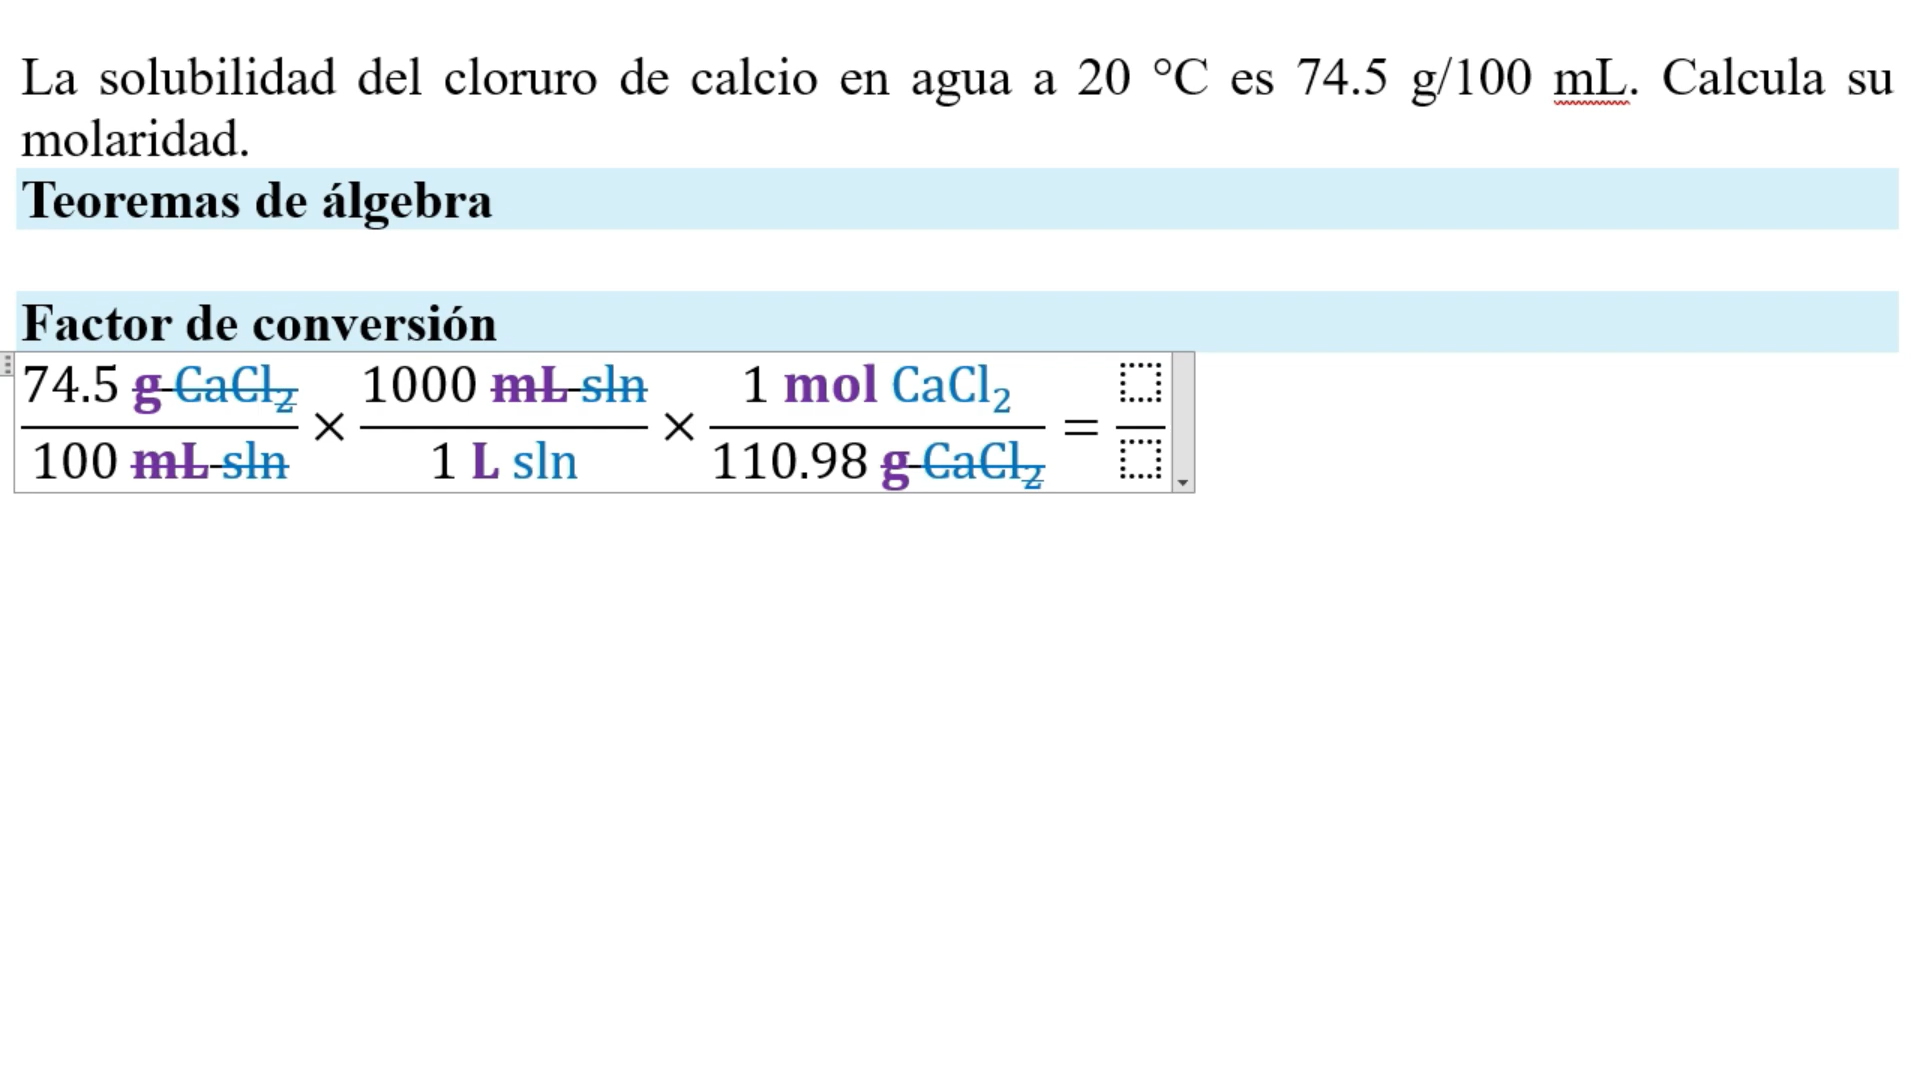 La solubilidad del cloruro de calcio en agua a 20 °C es 74.5 g/100 mL. Calcula su
molaridad.
Teoremas de álgebra
Factor de conversión
74.5 g CaCl₂ / 100 mL sln × 1000 mL sln / 1 L sln × 1 mol CaCl₂ / 110.98 g CaCl₂ =